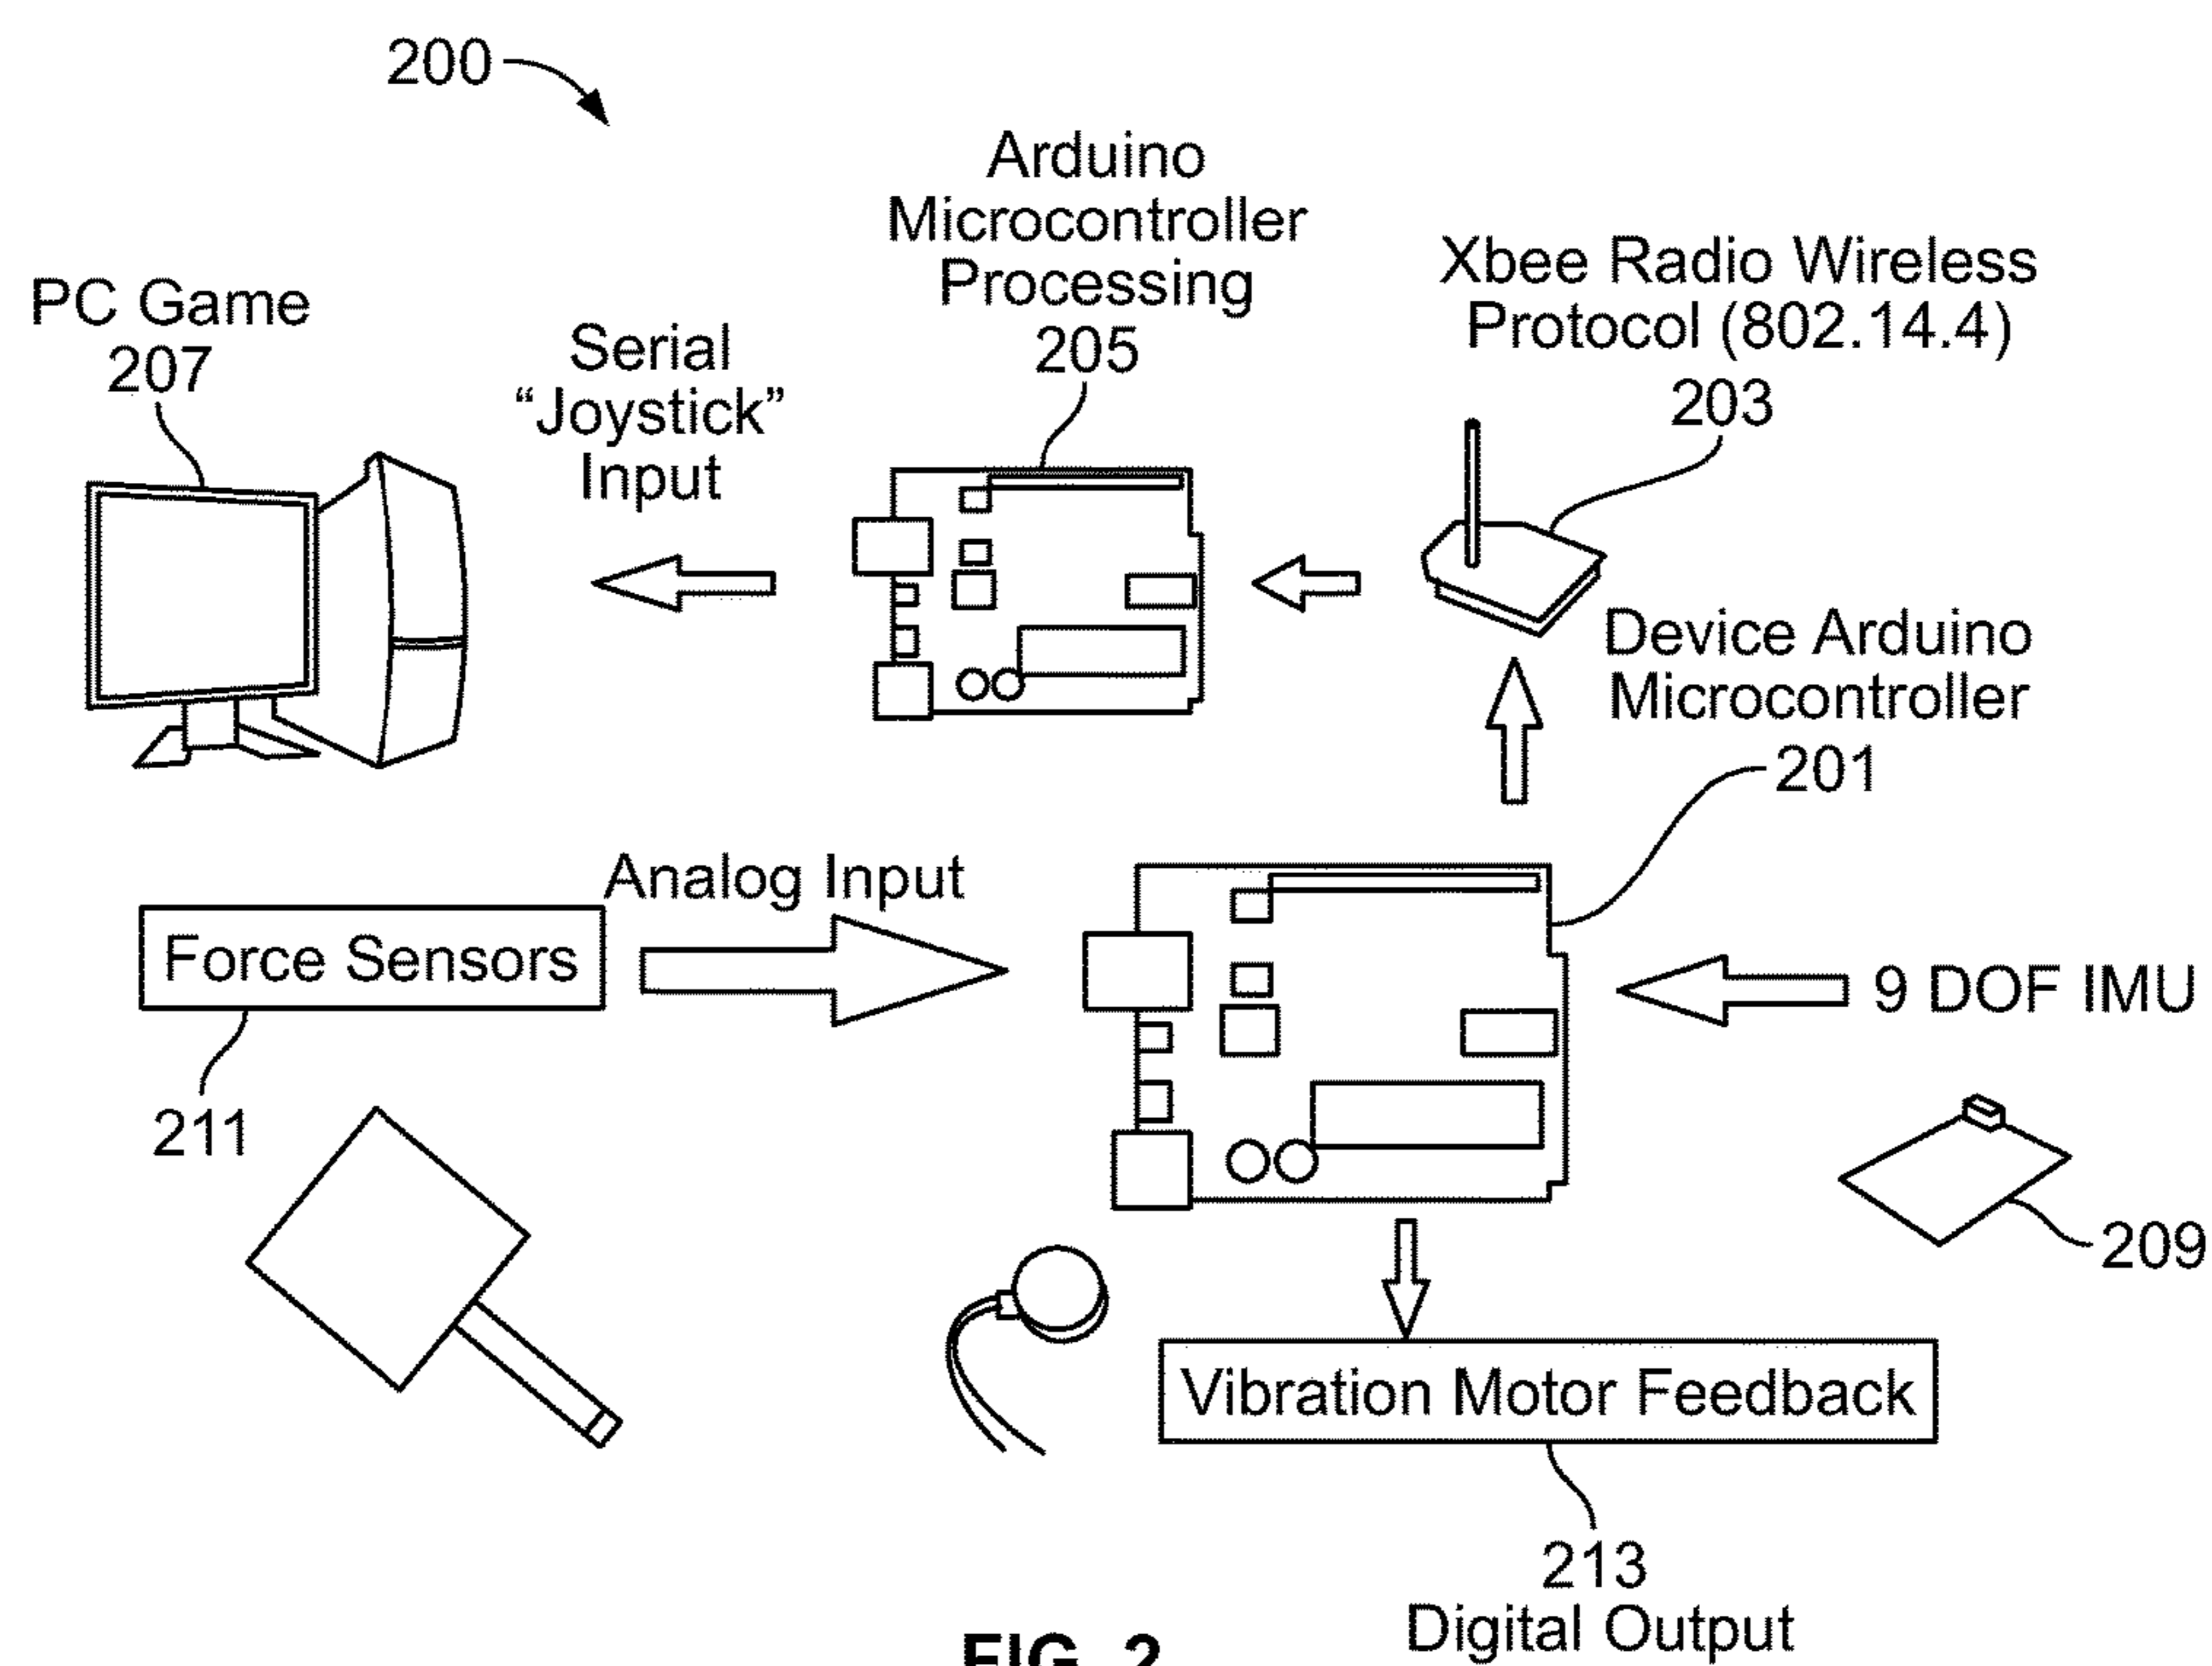 200
Arduino
Microcontroller
Processing
205
Xbee Radio Wireless
Protocol (802.14.4)
203
PC Game
207
Serial
“Joystick”
Input
Device Arduino
Microcontroller
201
Analog Input
Force Sensors
211
9 DOF IMU
209
Vibration Motor Feedback
213
Digital Output
FIG. 2